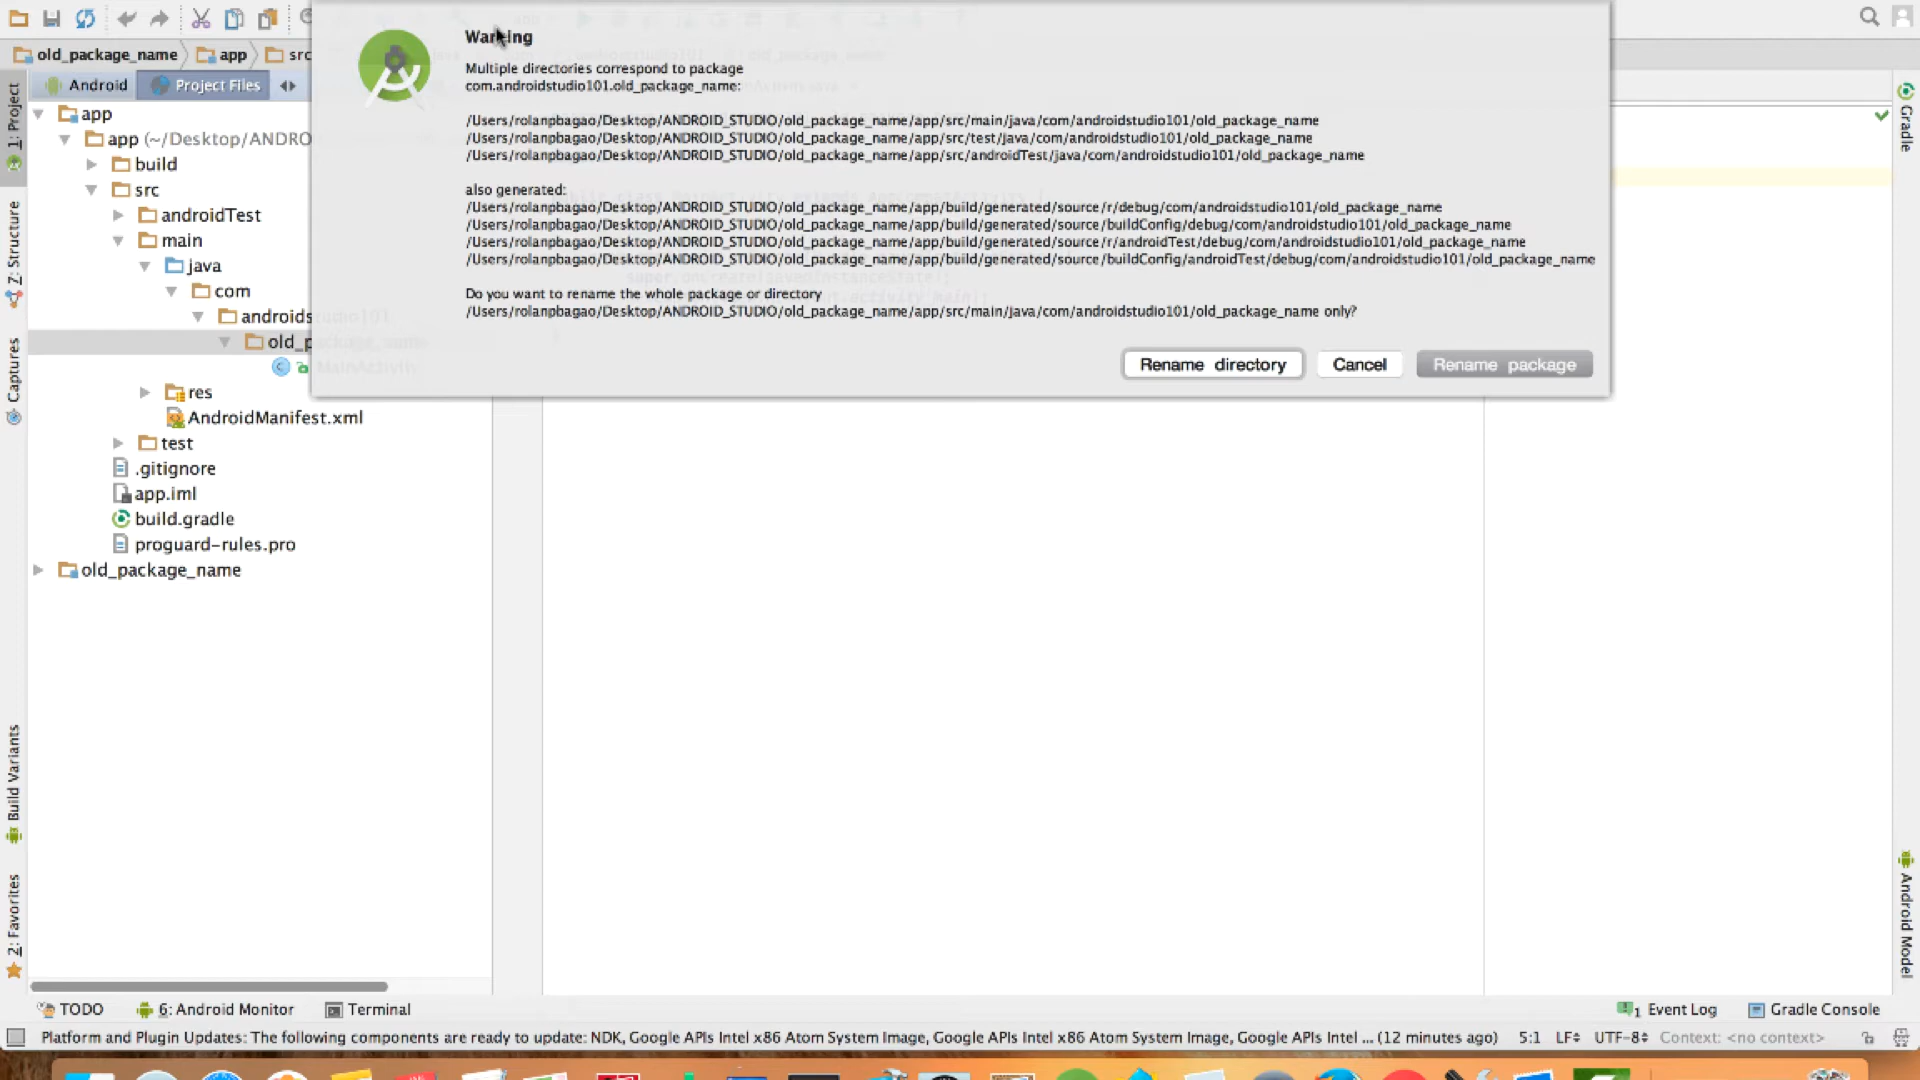 Warning
Multiple directories correspond to package
com.androidstudio101.old_package_name:
/Users/rolanpbagao/Desktop/ANDROID_STUDIO/old_package_name/app/src/main/java/com/androidstudio101/old_package_name
/Users/rolanpbagao/Desktop/ANDROID_STUDIO/old_package_name/app/src/test/java/com/androidstudio101/old_package_name
/Users/rolanpbagao/Desktop/ANDROID_STUDIO/old_package_name/app/src/androidTest/java/com/androidstudio101/old_package_name
also generated:
/Users/rolanpbagao/Desktop/ANDROID_STUDIO/old_package_name/app/build/generated/source/r/debug/com/androidstudio101/old_package_name
/Users/rolanpbagao/Desktop/ANDROID_STUDIO/old_package_name/app/build/generated/source/buildConfig/debug/com/androidstudio101/old_package_name
/Users/rolanpbagao/Desktop/ANDROID_STUDIO/old_package_name/app/build/generated/source/r/androidTest/debug/com/androidstudio101/old_package_name
/Users/rolanpbagao/Desktop/ANDROID_STUDIO/old_package_name/app/build/generated/source/buildConfig/androidTest/debug/com/androidstudio101/old_package_name
Do you want to rename the whole package or directory
/Users/rolanpbagao/Desktop/ANDROID_STUDIO/old_package_name/app/src/main/java/com/androidstudio101/old_package_name only?
Rename directory Cancel Rename package
old_package_name app src
Android Project Files
app
app (~/Desktop/ANDRO
build
src
androidTest
main
java
com
androids
old_p
MainActivity
res
AndroidManifest.xml
test
.gitignore
app.iml
build.gradle
proguard-rules.pro
old_package_name
1: Project
7: Structure
Captures
Build Variants
2: Favorites
Gradle
Android Model
TODO 6: Android Monitor Terminal
1 Event Log Gradle Console
Platform and Plugin Updates: The following components are ready to update: NDK, Google APIs Intel x86 Atom System Image, Google APIs Intel x86 Atom System Image, Google APIs Intel ... (12 minutes ago) 5:1 LF UTF-8 Context: <no context>